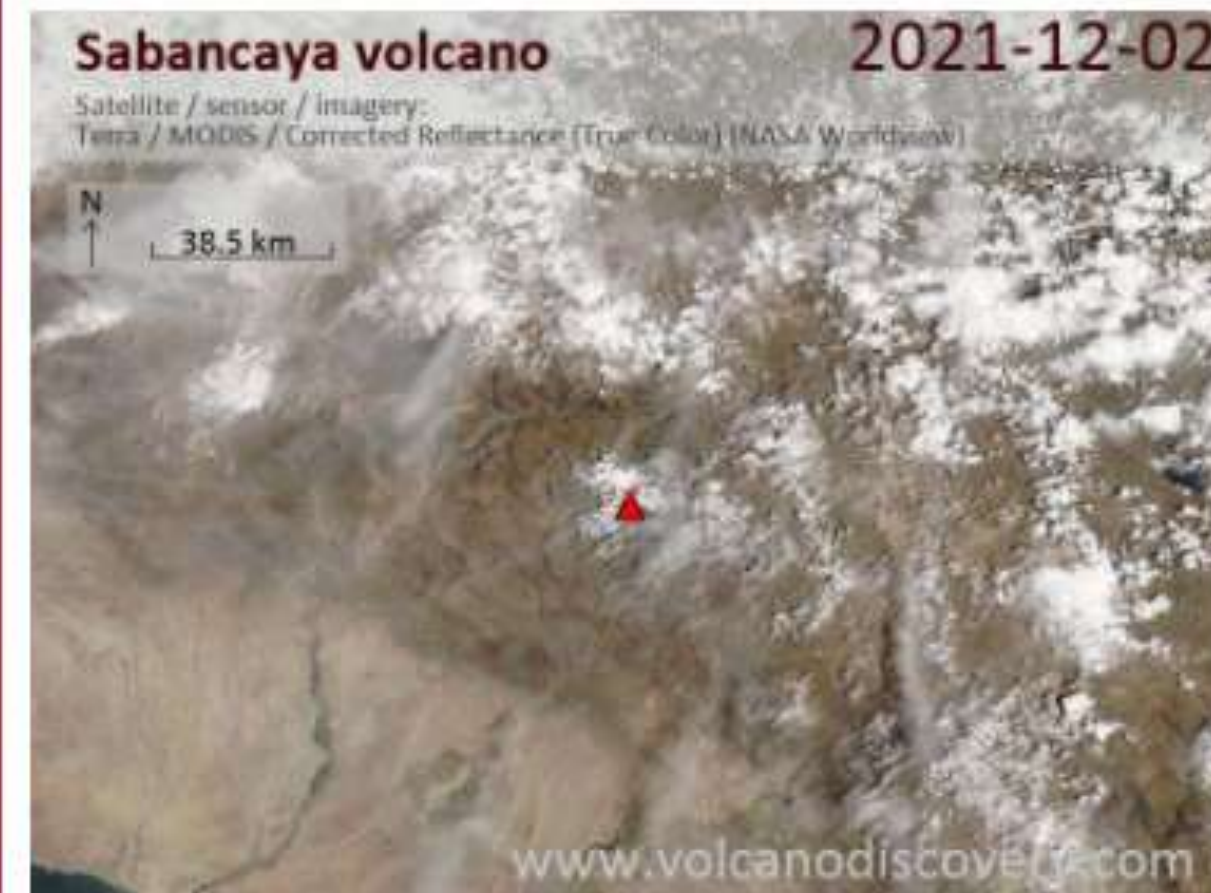 Sabancaya volcano
2021-12-02
Satellite / sensor / imagery:
Terra / MODIS / Corrected Reflectance (True Color) (NASA Worldview)
N
38.5 km
www.volcanodiscovery.com